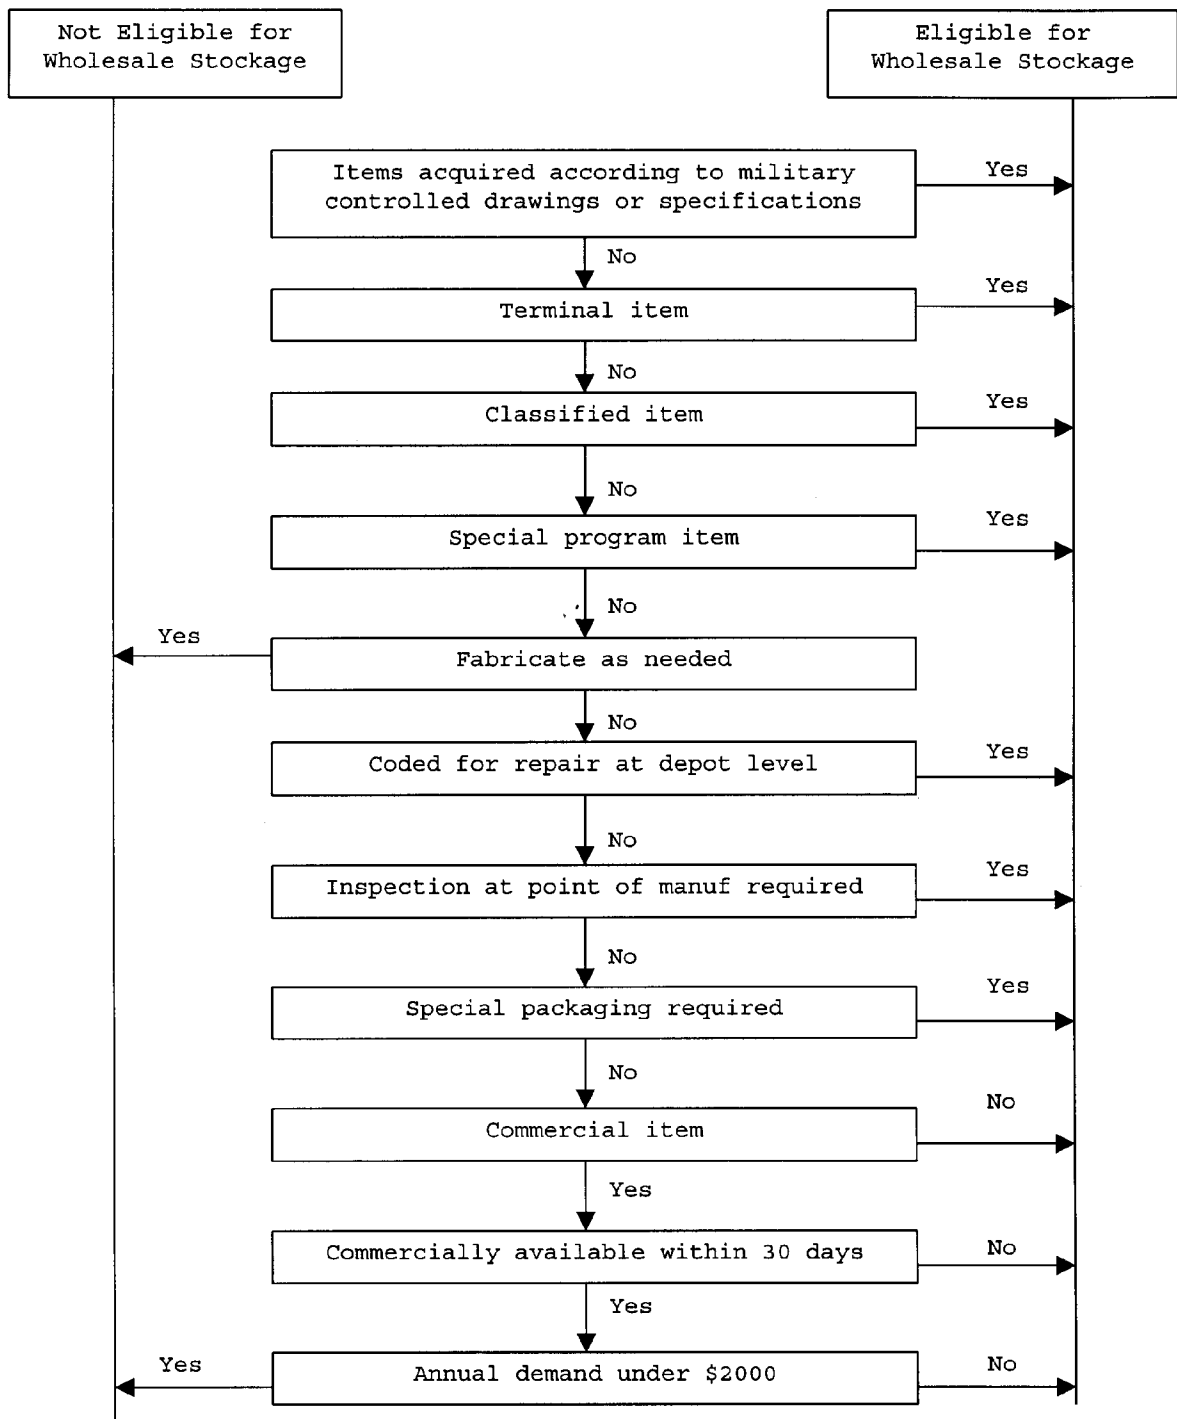 Not Eligible for
Wholesale Stockage
Eligible for
Wholesale Stockage
Items acquired according to military
controlled drawings or specifications
Yes
No
Terminal item
Yes
No
Classified item
Yes
No
Special program item
Yes
No
Yes
Fabricate as needed
No
Coded for repair at depot level
Yes
No
Inspection at point of manuf required
Yes
No
Special packaging required
Yes
No
Commercial item
No
Yes
Commercially available within 30 days
No
Yes
Yes
Annual demand under $2000
No